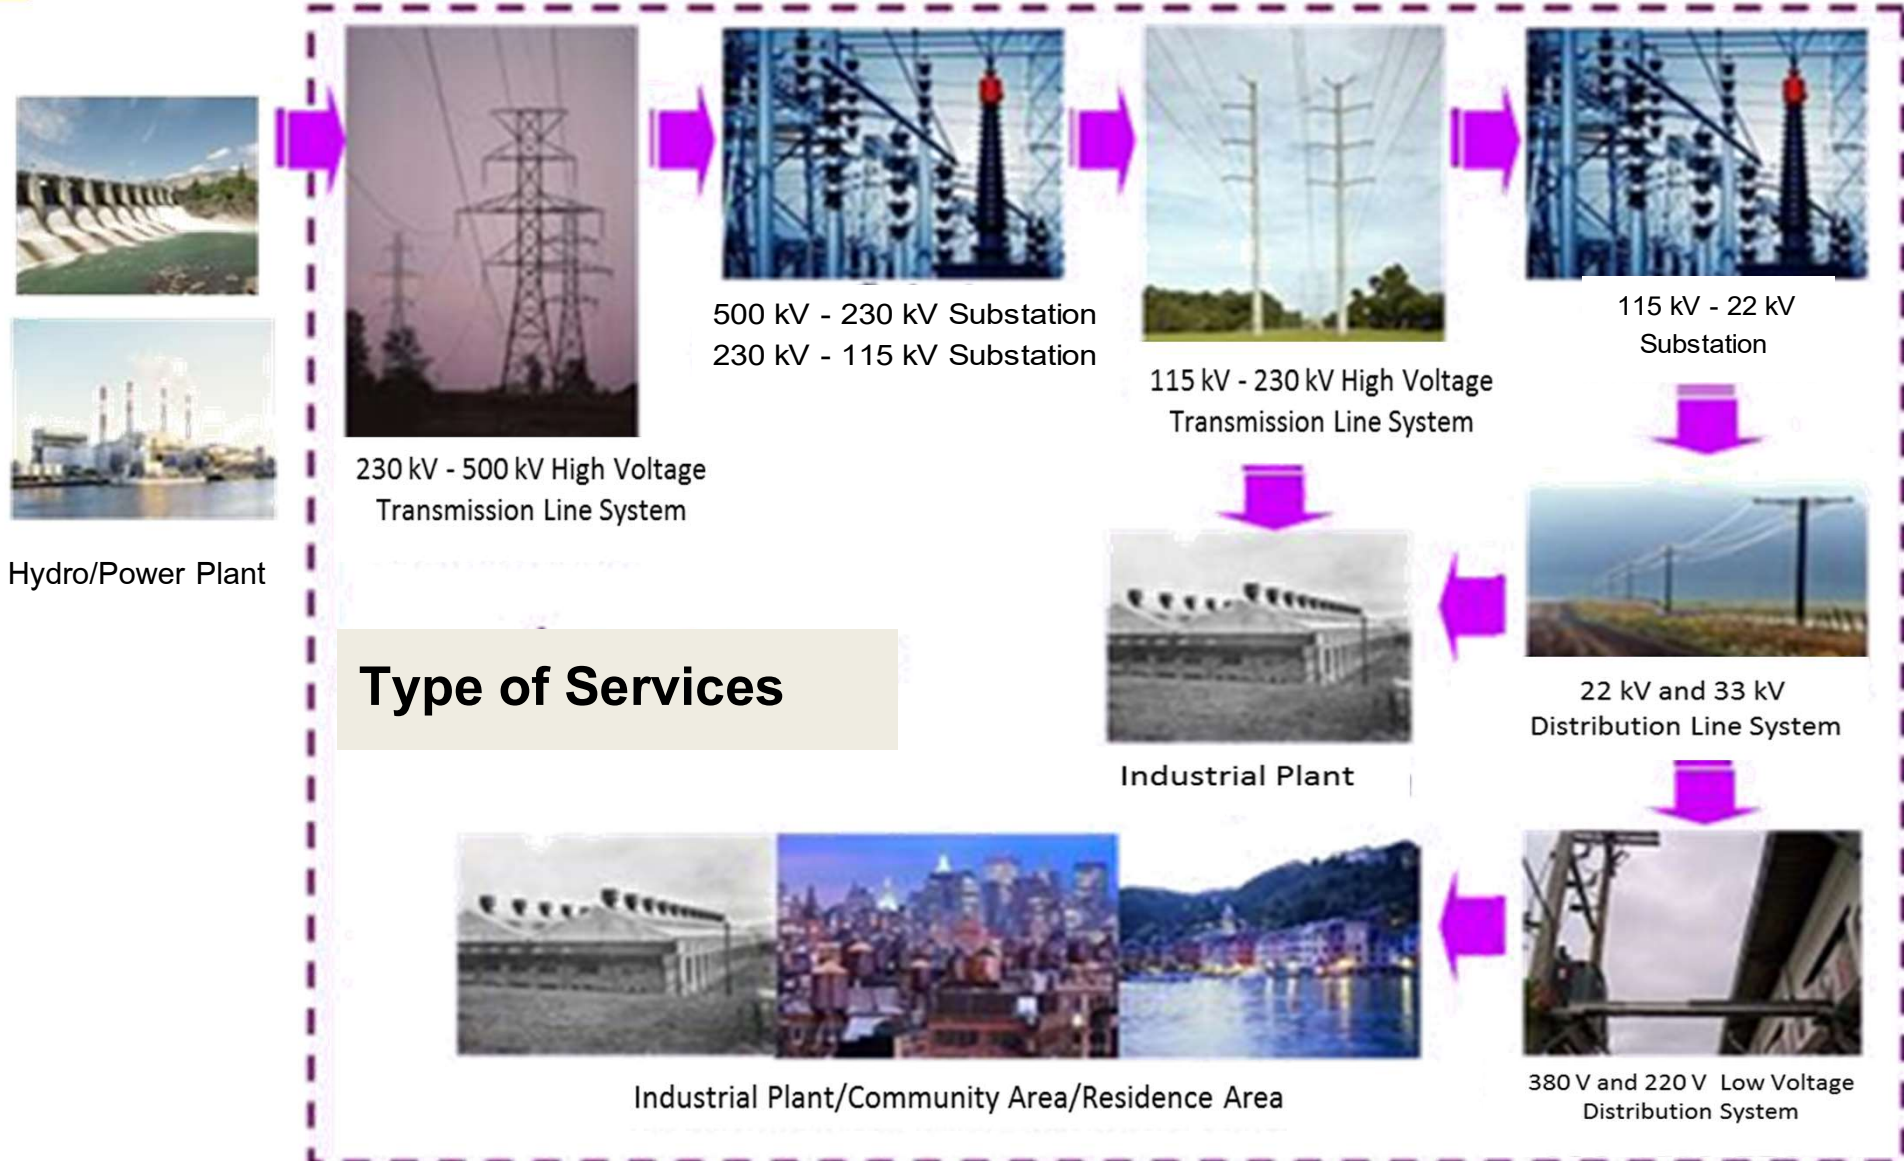 500 kV - 230 kV Substation
230 kV - 115 kV Substation
115 kV - 22 kV
Substation
115 kV - 230 kV High Voltage
Transmission Line System
230 kV - 500 kV High Voltage
Transmission Line System
Hydro/Power Plant
Type of Services
22 kV and 33 kV
Distribution Line System
Industrial Plant
Industrial Plant/Community Area/Residence Area
380 V and 220 V Low Voltage
Distribution System